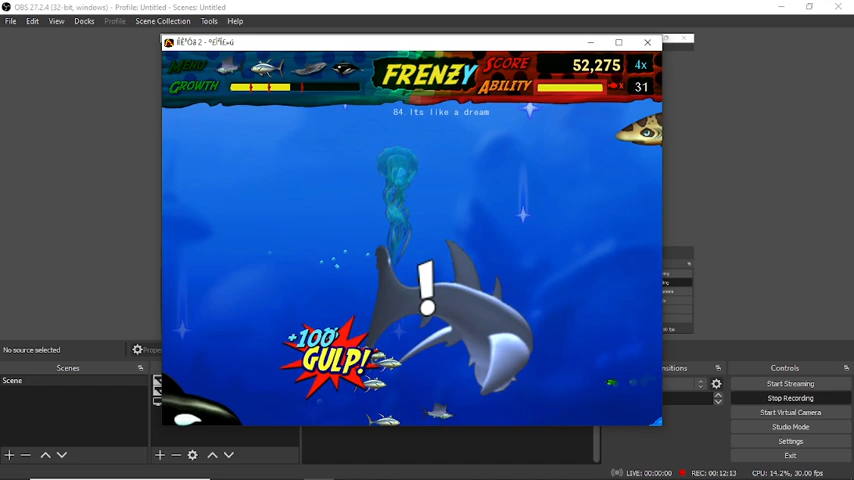 OBS 27.2.4 (32-bit, windows) - Profile: Untitled - Scenes: Untitled
File Edit View Docks Profile Scene Collection Tools Help
MENU FRENZY SCORE 52,275 4x
GROWTH ABILITY x 31
84 Its like a dream
!
+100
GULP!
No source selected
Scenes
Controls
Scene
Start Streaming
Stop Recording
Start Virtual Camera
Studio Mode
Settings
Exit
LIVE: 00:00:00 REC: 00:12:13 CPU: 14.2%, 30.00 fps